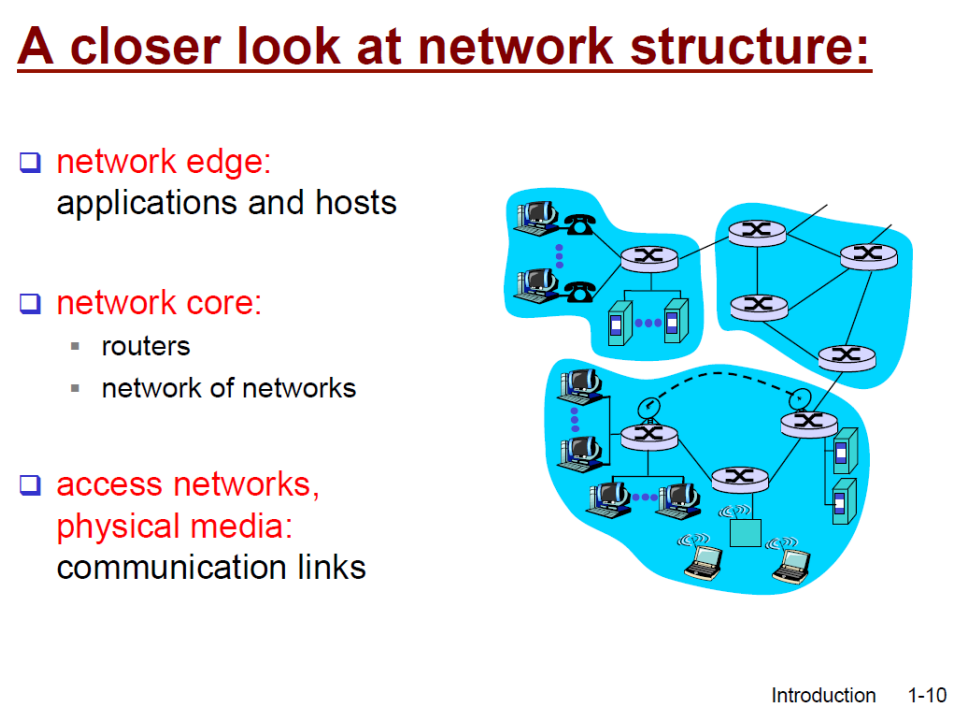 A closer look at network structure:
network edge:
applications and hosts
network core:
routers
network of networks
access networks,
physical media:
communication links
Introduction 1-10